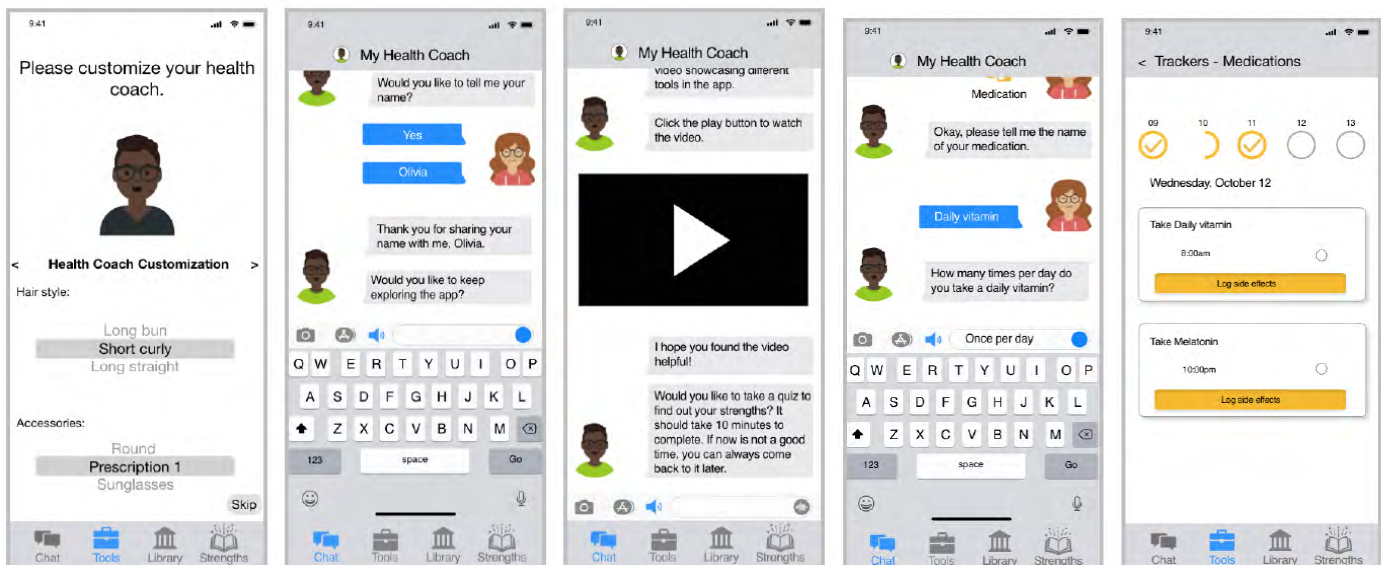 9:41
Please customize your health
coach.
< Health Coach Customization >
Hair style:
Long bun
Short curly
Long straight
Accessories:
Round
Prescription 1
Sunglasses
Skip
Chat Tools Library Strengths
9:41
My Health Coach
Would you like to tell me your
name?
Yes
Olivia
Thank you for sharing your
name with me, Olivia.
Would you like to keep
exploring the app?
Q W E R T Y U I O P
A S D F G H J K L
Z X C V B N M
123 space Go
Chat Tools Library Strengths
9:41
My Health Coach
video showcasing different
tools in the app.
Click the play button to watch
the video.
I hope you found the video
helpful!
Would you like to take a quiz to
find out your strengths? It
should take 10 minutes to
complete. If now is not a good
time, you can always come
back to it later.
Chat Tools Library Strengths
9:41
My Health Coach
Medication
Okay, please tell me the name
of your medication.
Daily vitamin
How many times per day do
you take a daily vitamin?
Once per day
Q W E R T Y U I O P
A S D F G H J K L
Z X C V B N M
123 space Go
Chat Tools Library Strengths
9:41
< Trackers - Medications
09 10 11 12 13
Wednesday, October 12
Take Daily vitamin
8:00am
Log side effects
Take Melatonin
10:00pm
Log side effects
Chat Tools Library Strengths